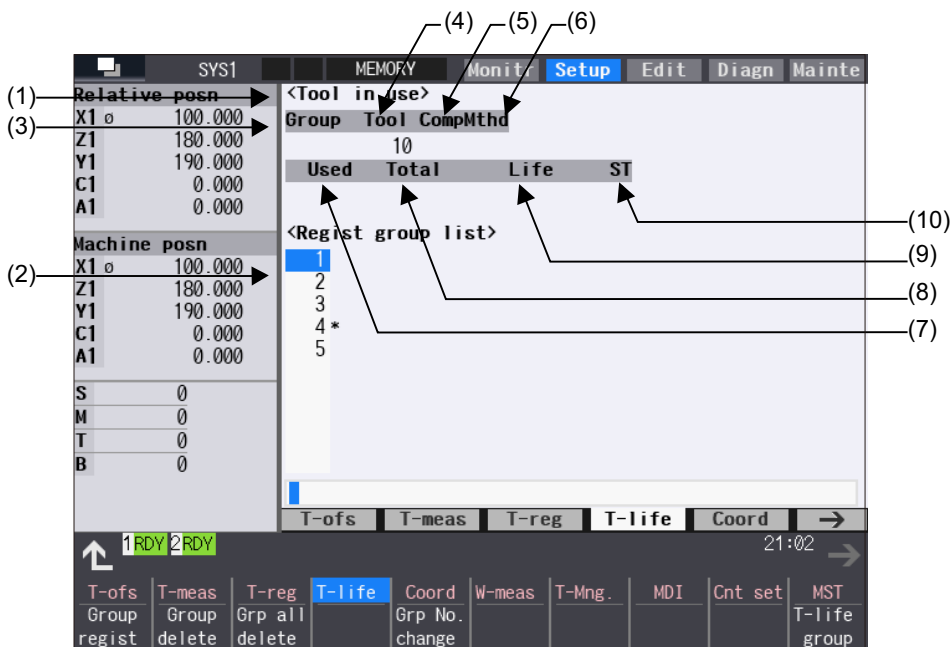 (4) (5) (6)
SYS1 MEMORY Monitr Setup Edit Diagn Mainte
(1) Relative posn <Tool in use>
(3) X1 ø 100.000 Group Tool CompMthd
Z1 180.000 10
Y1 190.000 Used Total Life ST
C1 0.000
A1 0.000 (10)
<Regist group list>
Machine posn (9)
(2) X1 ø 100.000 1
Z1 180.000 2 (8)
Y1 190.000 3
C1 0.000 4 * (7)
A1 0.000 5
S 0
M 0
T 0
B 0
T-ofs T-meas T-reg T-life Coord →
1 RDY 2 RDY 21:02
T-ofs T-meas T-reg T-life Coord W-meas T-Mng. MDI Cnt set MST
Group Group Grp all Grp No. T-life
regist delete delete change group